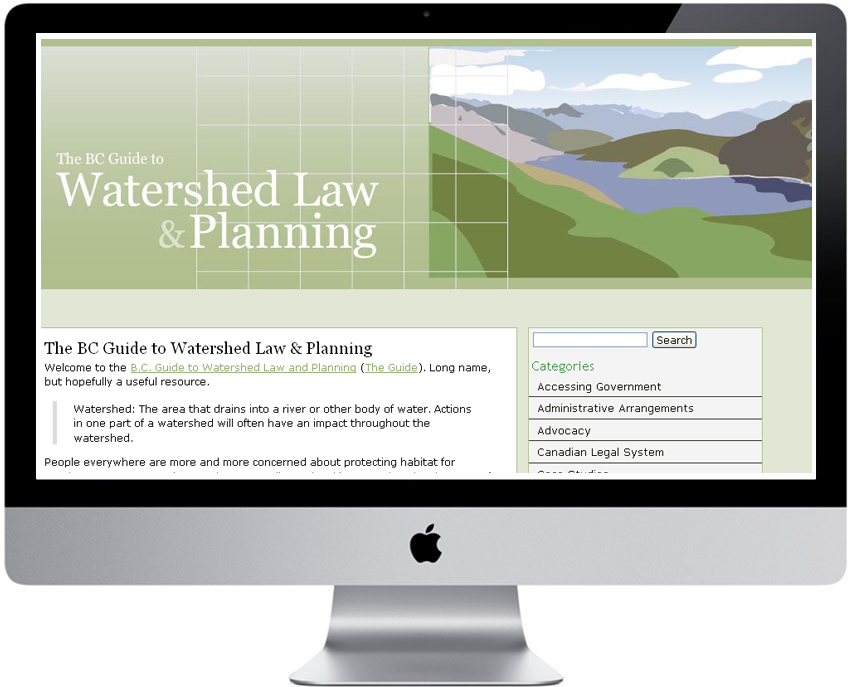 The BC Guide to
Watershed Law
& Planning
The BC Guide to Watershed Law & Planning
Welcome to the B.C. Guide to Watershed Law and Planning (The Guide). Long name,
but hopefully a useful resource.
Watershed: The area that drains into a river or other body of water. Actions
in one part of a watershed will often have an impact throughout the
watershed.
People everywhere are more and more concerned about protecting habitat for
Search
Categories
Accessing Government
Administrative Arrangements
Advocacy
Canadian Legal System